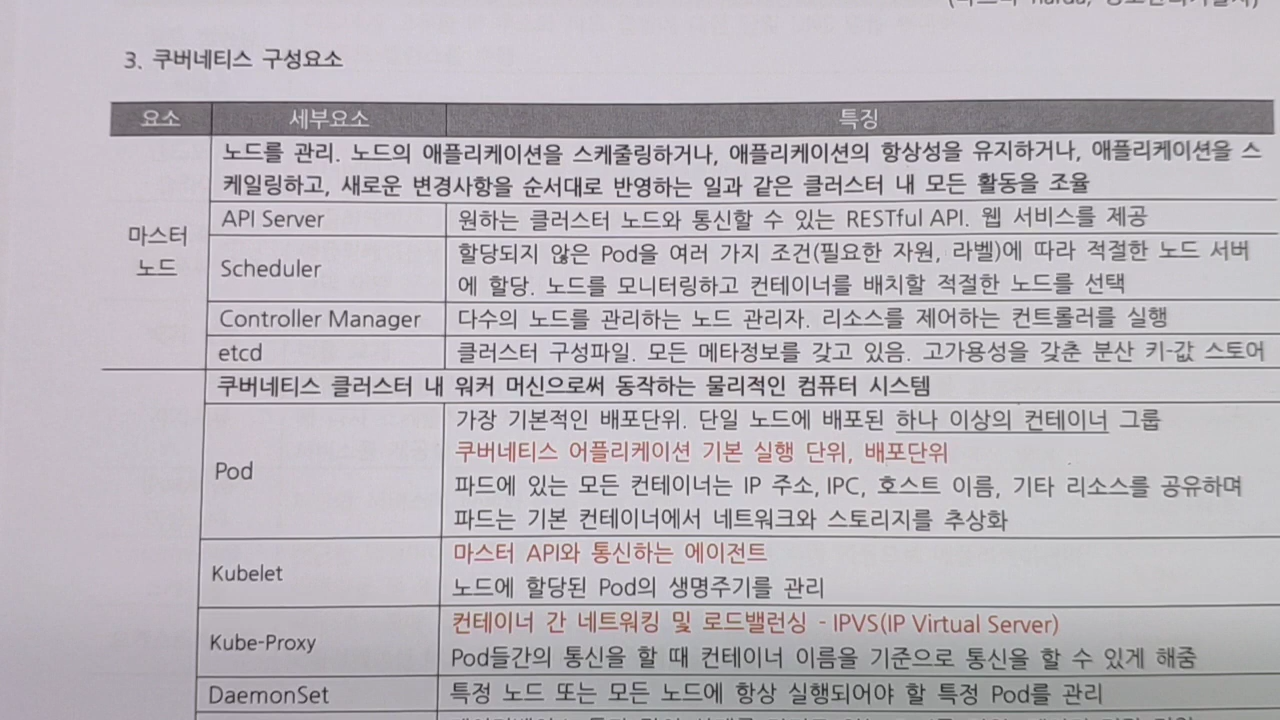 3. 쿠버네티스 구성요소
요소 세부요소 특징
노드를 관리. 노드의 애플리케이션을 스케줄링하거나, 애플리케이션의 항상성을 유지하거나, 애플리케이션을 스
케일링하고, 새로운 변경사항을 순서대로 반영하는 일과 같은 클러스터 내 모든 활동을 조율
마스터
노드
API Server 원하는 클러스터 노드와 통신할 수 있는 RESTful API. 웹 서비스를 제공
Scheduler
할당되지 않은 Pod을 여러 가지 조건(필요한 자원, 라벨)에 따라 적절한 노드 서버
에 할당. 노드를 모니터링하고 컨테이너를 배치할 적절한 노드를 선택
Controller Manager 다수의 노드를 관리하는 노드 관리자. 리소스를 제어하는 컨트롤러를 실행
etcd 클러스터 구성파일. 모든 메타정보를 갖고 있음. 고가용성을 갖춘 분산 키-값 스토어
쿠버네티스 클러스터 내 워커 머신으로써 동작하는 물리적인 컴퓨터 시스템
Pod
가장 기본적인 배포단위. 단일 노드에 배포된 하나 이상의 컨테이너 그룹
쿠버네티스 어플리케이션 기본 실행 단위, 배포단위
파드에 있는 모든 컨테이너는 IP 주소, IPC, 호스트 이름, 기타 리소스를 공유하며
파드는 기본 컨테이너에서 네트워크와 스토리지를 추상화
Kubelet
마스터 API와 통신하는 에이전트
노드에 할당된 Pod의 생명주기를 관리
Kube-Proxy
컨테이너 간 네트워킹 및 로드밸런싱 - IPVS(IP Virtual Server)
Pod들간의 통신을 할 때 컨테이너 이름을 기준으로 통신을 할 수 있게 해줌
DaemonSet 특정 노드 또는 모든 노드에 항상 실행되어야 할 특정 Pod를 관리